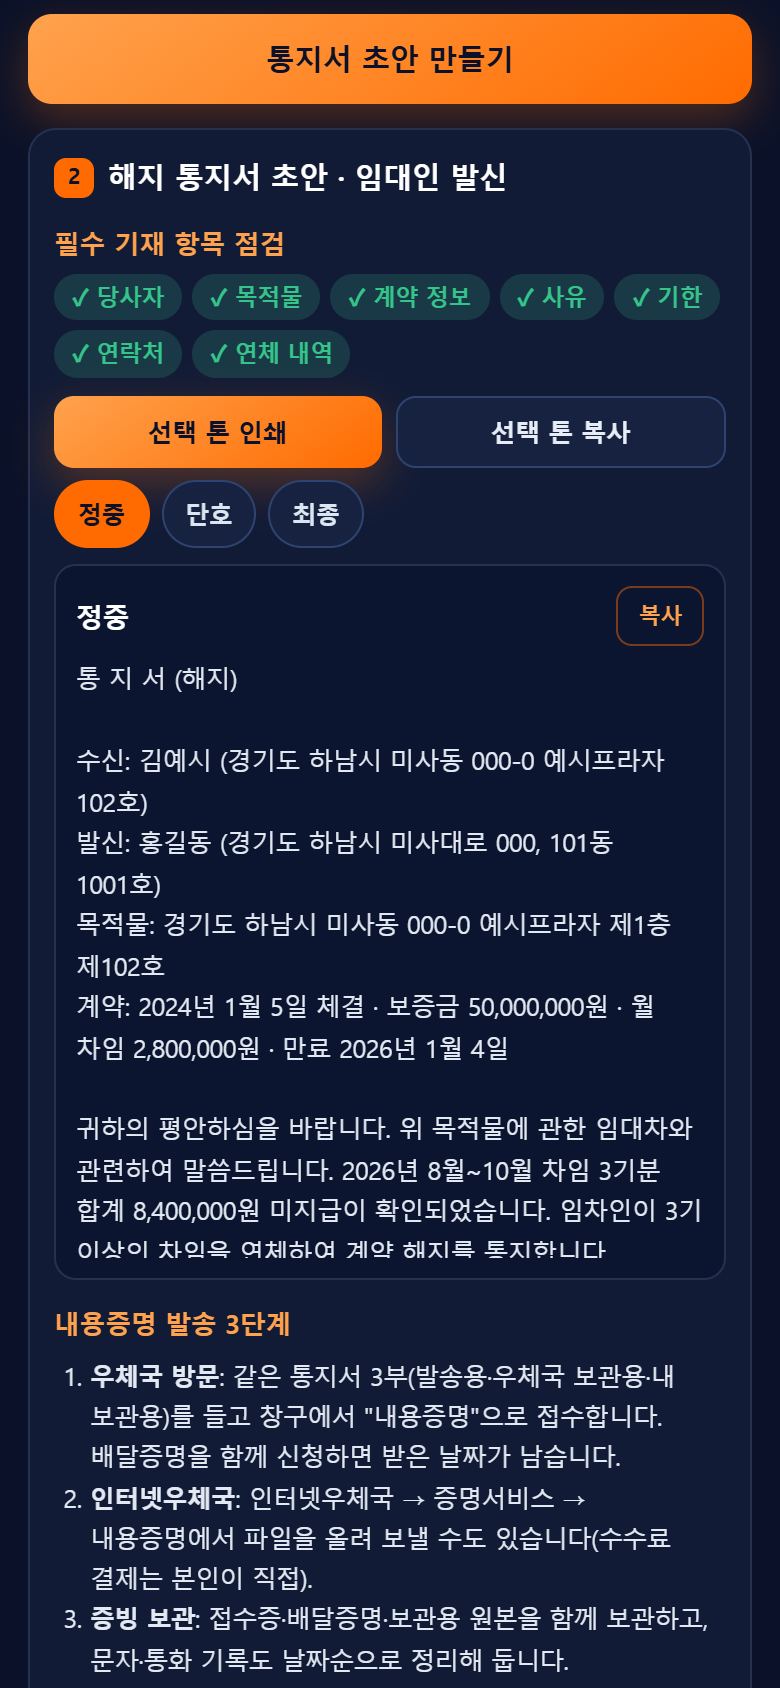 통지서 초안 만들기
2 해지 통지서 초안 · 임대인 발신
필수 기재 항목 점검
✓ 당사자 ✓ 목적물 ✓ 계약 정보 ✓ 사유 ✓ 기한
✓ 연락처 ✓ 연체 내역
선택 톤 인쇄 선택 톤 복사
정중 단호 최종
정중 복사
통 지 서 (해지)
수신: 김예시 (경기도 하남시 미사동 000-0 예시프라자
102호)
발신: 홍길동 (경기도 하남시 미사대로 000, 101동
1001호)
목적물: 경기도 하남시 미사동 000-0 예시프라자 제1층
제102호
계약: 2024년 1월 5일 체결 · 보증금 50,000,000원 · 월
차임 2,800,000원 · 만료 2026년 1월 4일
귀하의 평안하심을 바랍니다. 위 목적물에 관한 임대차와
관련하여 말씀드립니다. 2026년 8월~10월 차임 3기분
합계 8,400,000원 미지급이 확인되었습니다. 임차인이 3기
이상의 차임을 연체하여 계약 해지를 통지합니다
내용증명 발송 3단계
1. 우체국 방문: 같은 통지서 3부(발송용·우체국 보관용·내
보관용)를 들고 창구에서 "내용증명"으로 접수합니다.
배달증명을 함께 신청하면 받은 날짜가 남습니다.
2. 인터넷우체국: 인터넷우체국 → 증명서비스 →
내용증명에서 파일을 올려 보낼 수도 있습니다(수수료
결제는 본인이 직접).
3. 증빙 보관: 접수증·배달증명·보관용 원본을 함께 보관하고,
문자·통화 기록도 날짜순으로 정리해 둡니다.